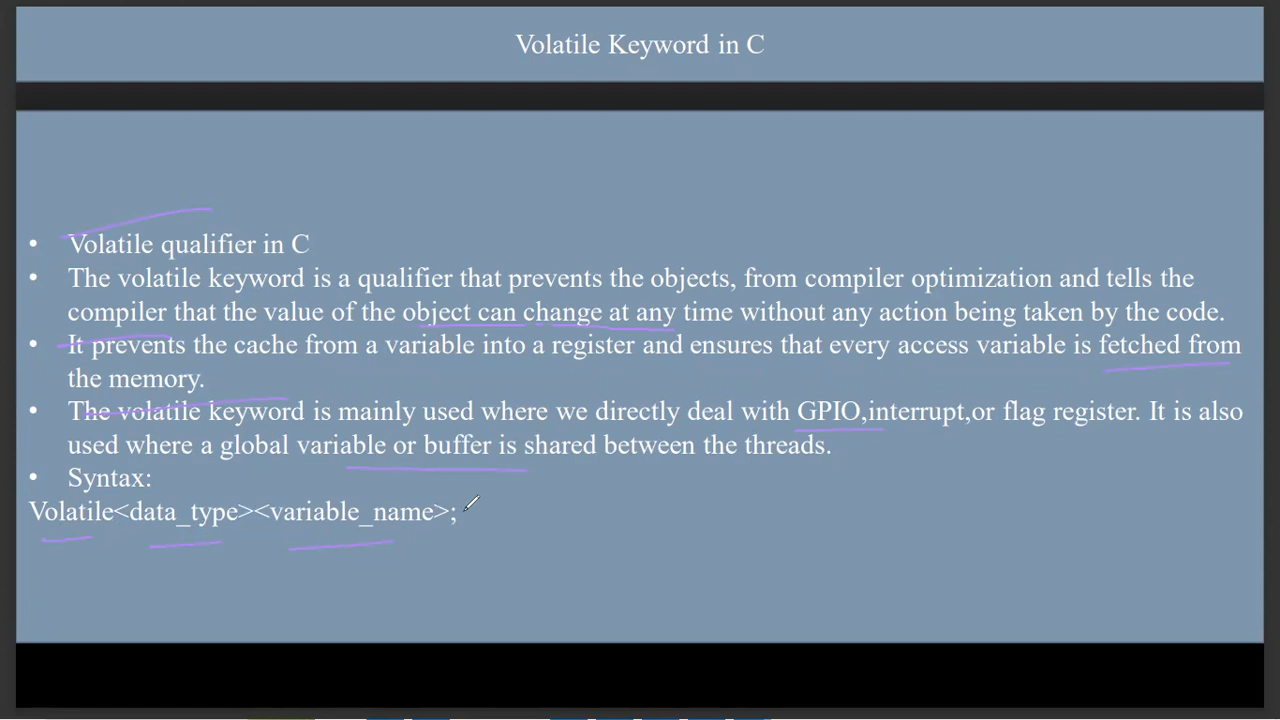 Volatile Keyword in C
• Volatile qualifier in C
• The volatile keyword is a qualifier that prevents the objects, from compiler optimization and tells the
compiler that the value of the object can change at any time without any action being taken by the code.
• It prevents the cache from a variable into a register and ensures that every access variable is fetched from
the memory.
• The volatile keyword is mainly used where we directly deal with GPIO,interrupt,or flag register. It is also
used where a global variable or buffer is shared between the threads.
• Syntax:
Volatile<data_type><variable_name>;